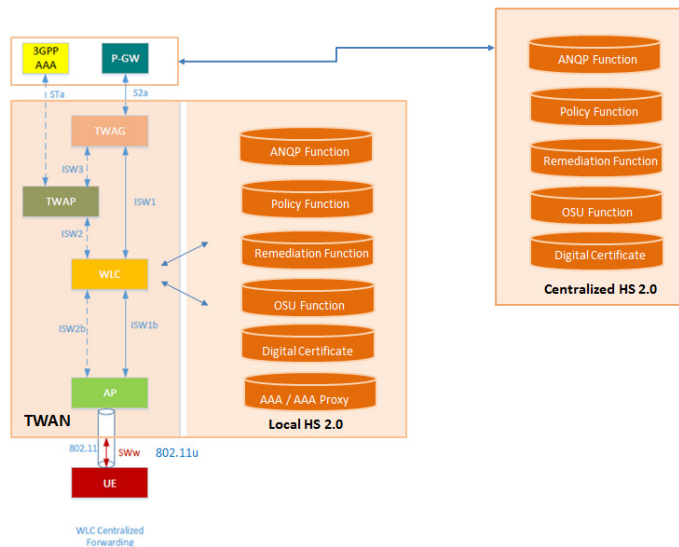 3GPP
AAA
P-GW
STa
S2a
TWAG
ISW3
ISW1
TWAP
ISW2
WLC
ISW2b
ISW1b
AP
TWAN
802.11
SWw
802.11u
UE
WLC Centralized
Forwarding
ANQP Function
Policy Function
Remediation Function
OSU Function
Digital Certificate
AAA / AAA Proxy
Local HS 2.0
ANQP Function
Policy Function
Remediation Function
OSU Function
Digital Certificate
Centralized HS 2.0